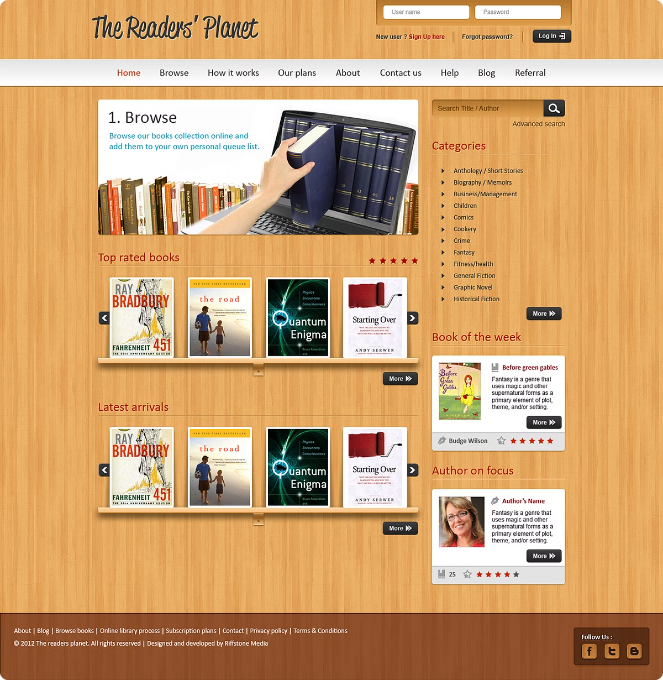 The Readers' Planet
User name
Password
New user ? Sign Up here
Forgot password?
Log In
Home
Browse
How it works
Our plans
About
Contact us
Help
Blog
Referral
1. Browse
Browse our books collection online and
add them to your own personal queue list.
Search Title / Author
Advanced search
Categories
Anthology / Short Stories
Biography / Memoirs
Business/Management
Children
Comics
Cookery
Crime
Fantasy
Fitness/health
General Fiction
Graphic Novel
Historical Fiction
More
Top rated books
RAY
BRADBURY
FAHRENHEIT 451
the road
Quantum
Enigma
Starting Over
ANDY SERWER
More
Book of the week
Before Green Gables
Before green gables
Fantasy is a genre that
uses magic and other
supernatural forms as a
primary element of plot,
theme, and/or setting.
More
Budge Wilson
Latest arrivals
RAY
BRADBURY
FAHRENHEIT 451
the road
Quantum
Enigma
Starting Over
ANDY SERWER
More
Author on focus
Author's Name
Fantasy is a genre that
uses magic and other
supernatural forms as a
primary element of plot,
theme, and/or setting.
More
25
About | Blog | Browse books | Online library process | Subscription plans | Contact | Privacy policy | Terms & Conditions
© 2012 The readers planet. All rights reserved | Designed and developed by Riffstone Media
Follow Us :